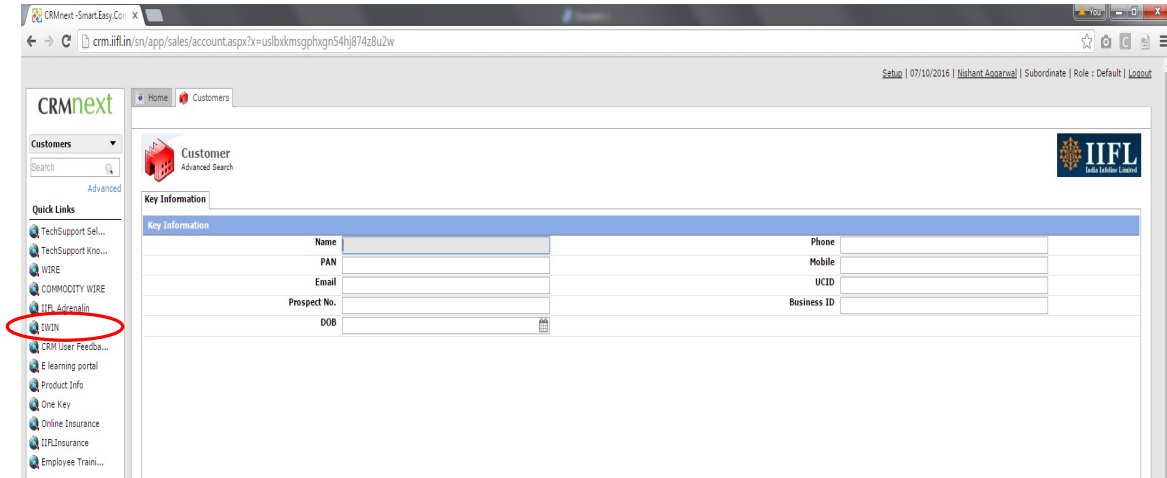 CRMnext -Smart.Easy.Con
You
crm.iifl.in/sn/app/sales/account.aspx?x=uslbxkmsgphxgn54hj874z8u2w
Setup | 07/10/2016 | Nishant Aggarwal | Subordinate | Role : Default | Logout
CRMnext
Home Customers
Customers
Search
Advanced
Quick Links
TechSupport Sel...
TechSupport Kno...
WIRE
COMMODITY WIRE
IIFL Adrenalin
IWIN
CRM User Feedba...
E learning portal
Product Info
One Key
Online Insurance
IIFLInsurance
Employee Traini...
Customer
Advanced Search
IIFL
India Infoline Limited
Key Information
Key Information
Name Phone
PAN Mobile
Email UCID
Prospect No. Business ID
DOB